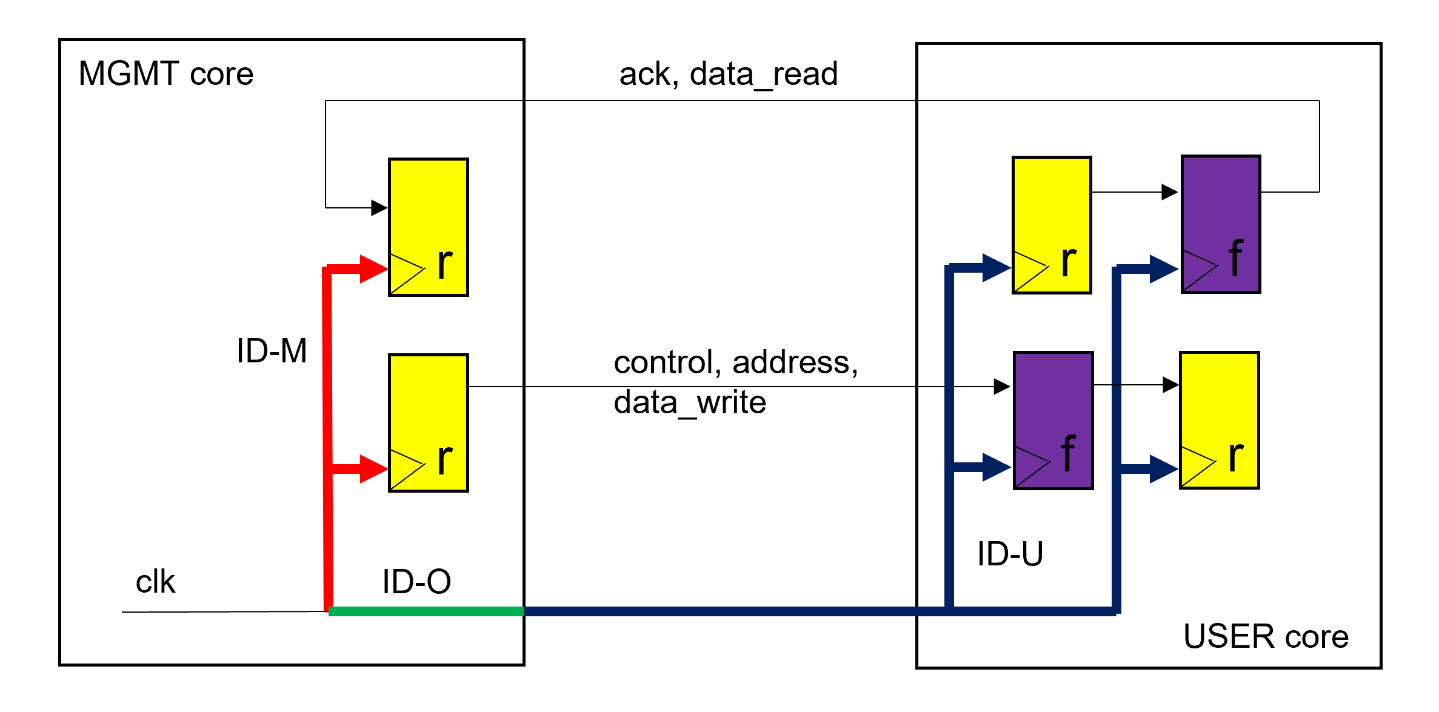 MGMT core
ack, data_read
r
r
f
ID-M
control, address,
data_write
r
f
r
ID-U
clk
ID-O
USER core